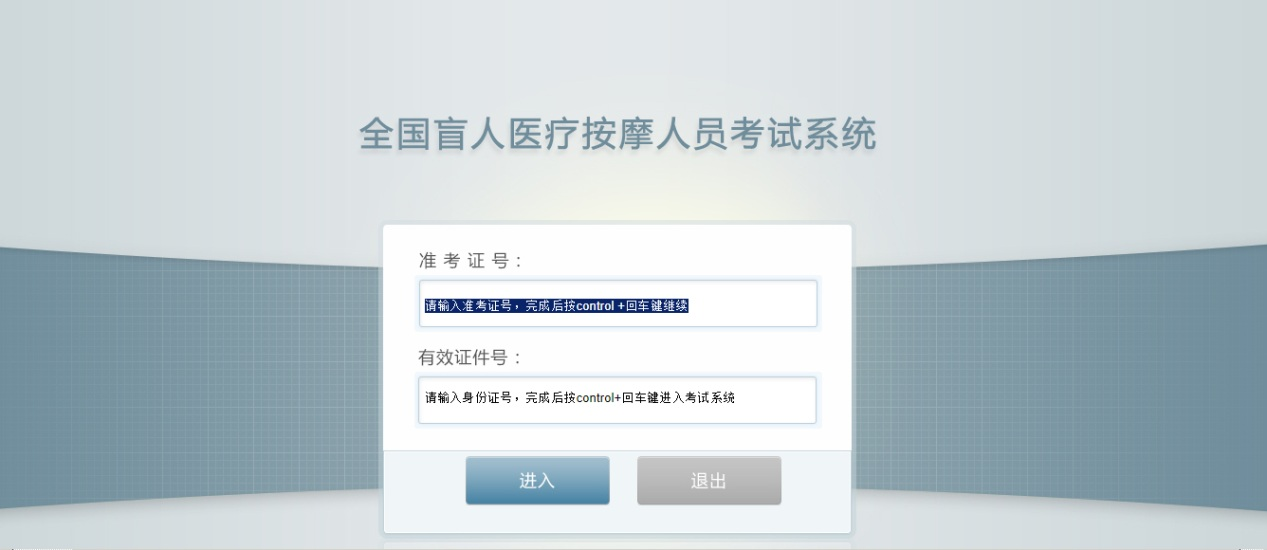 全国盲人医疗按摩人员考试系统
准 考 证 号：
请输入准考证号，完成后按control +回车键继续
有效证件号：
请输入身份证号，完成后按control+回车键进入考试系统
进入
退出